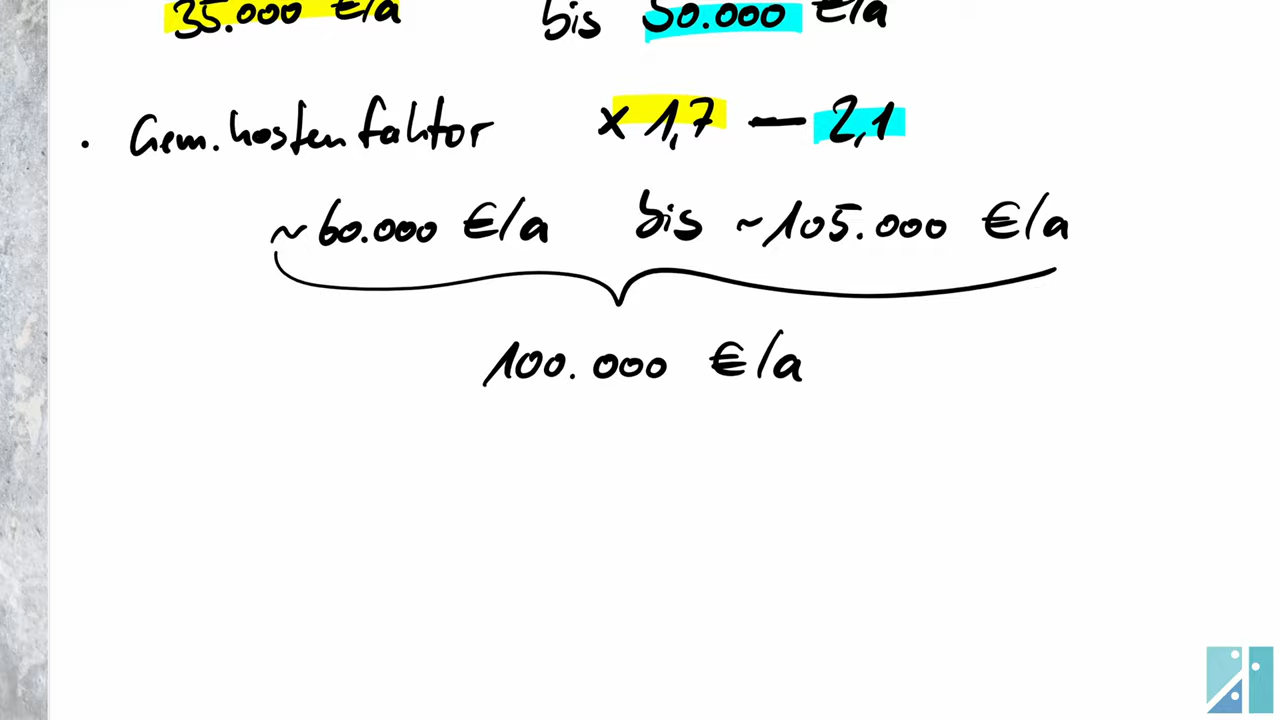 35.000 €/a bis 50.000 €/a
• Gem.kostenfaktor x 1,7 — 2,1
~60.000 €/a bis ~105.000 €/a
100.000 €/a